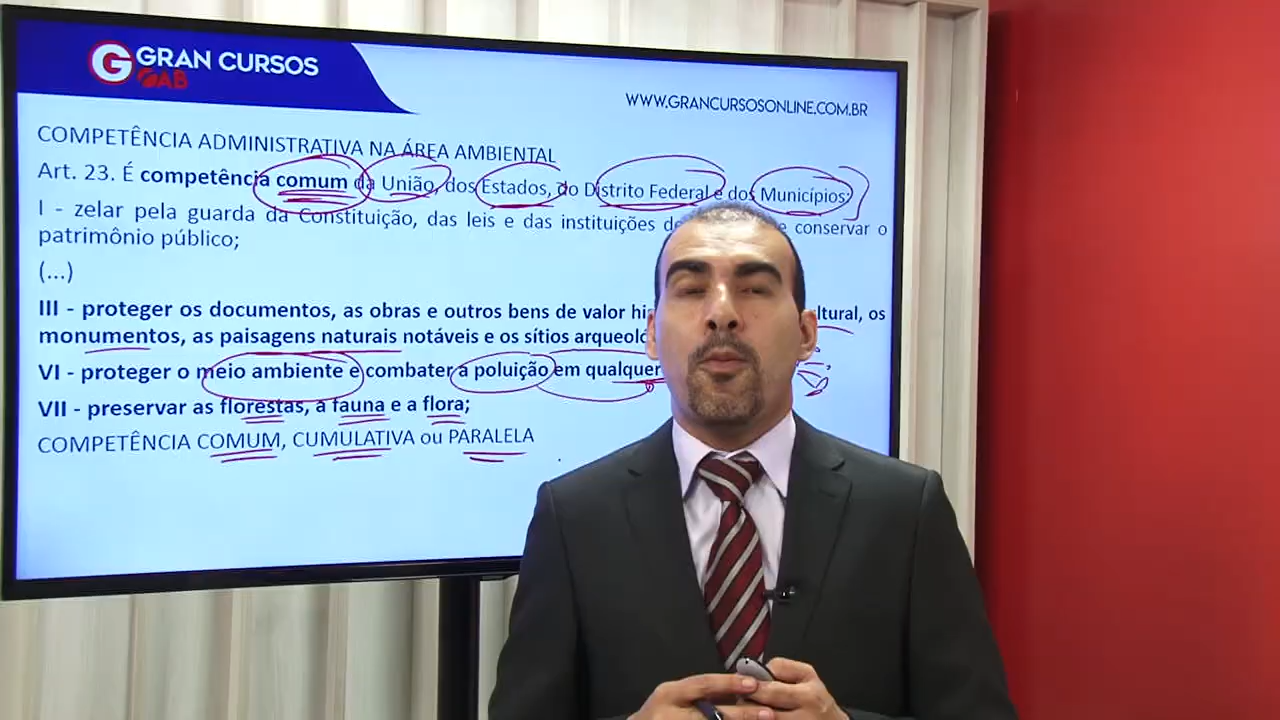 GRAN CURSOS
OAB
WWW.GRANCURSOSONLINE.COM.BR
COMPETÊNCIA ADMINISTRATIVA NA ÁREA AMBIENTAL
Art. 23. É competência comum da União, dos Estados, do Distrito Federal e dos Municípios:
I - zelar pela guarda da Constituição, das leis e das instituições conservar o
patrimônio público;
(...)
III - proteger os documentos, as obras e outros bens de valor os
monumentos, as paisagens naturais notáveis e os sítios
VI - proteger o meio ambiente e combater a poluição em qualquer
VII - preservar as florestas, a fauna e a flora;
COMPETÊNCIA COMUM, CUMULATIVA ou PARALELA